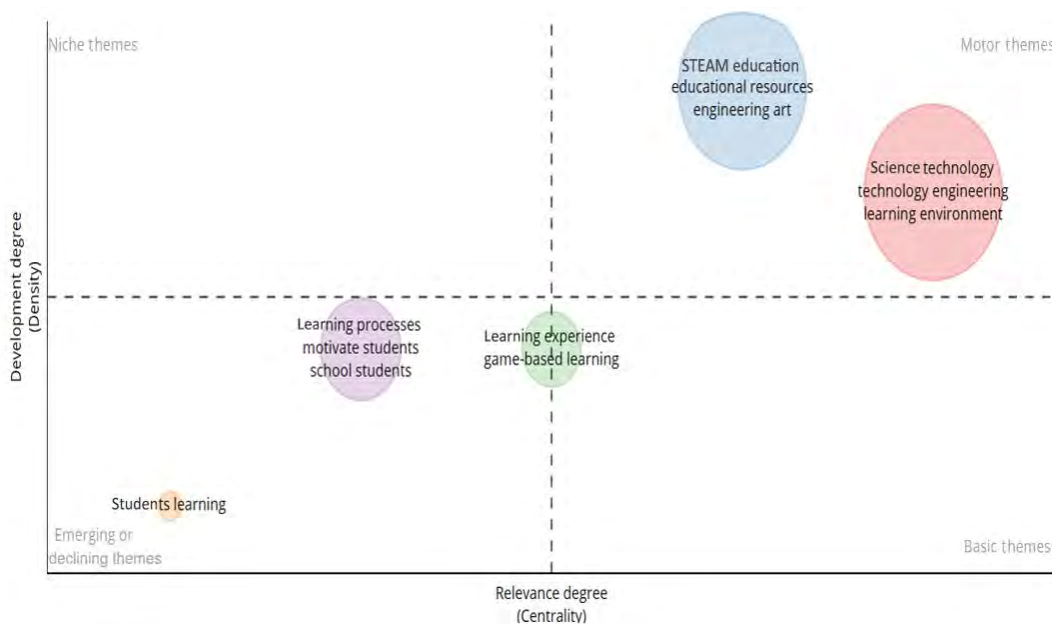 Niche themes
Motor themes
STEAM education
educational resources
engineering art
Science technology
technology engineering
learning environment
Development degree
(Density)
Learning processes
motivate students
school students
Learning experience
game-based learning
Students learning
Emerging or
declining themes
Basic themes
Relevance degree
(Centrality)